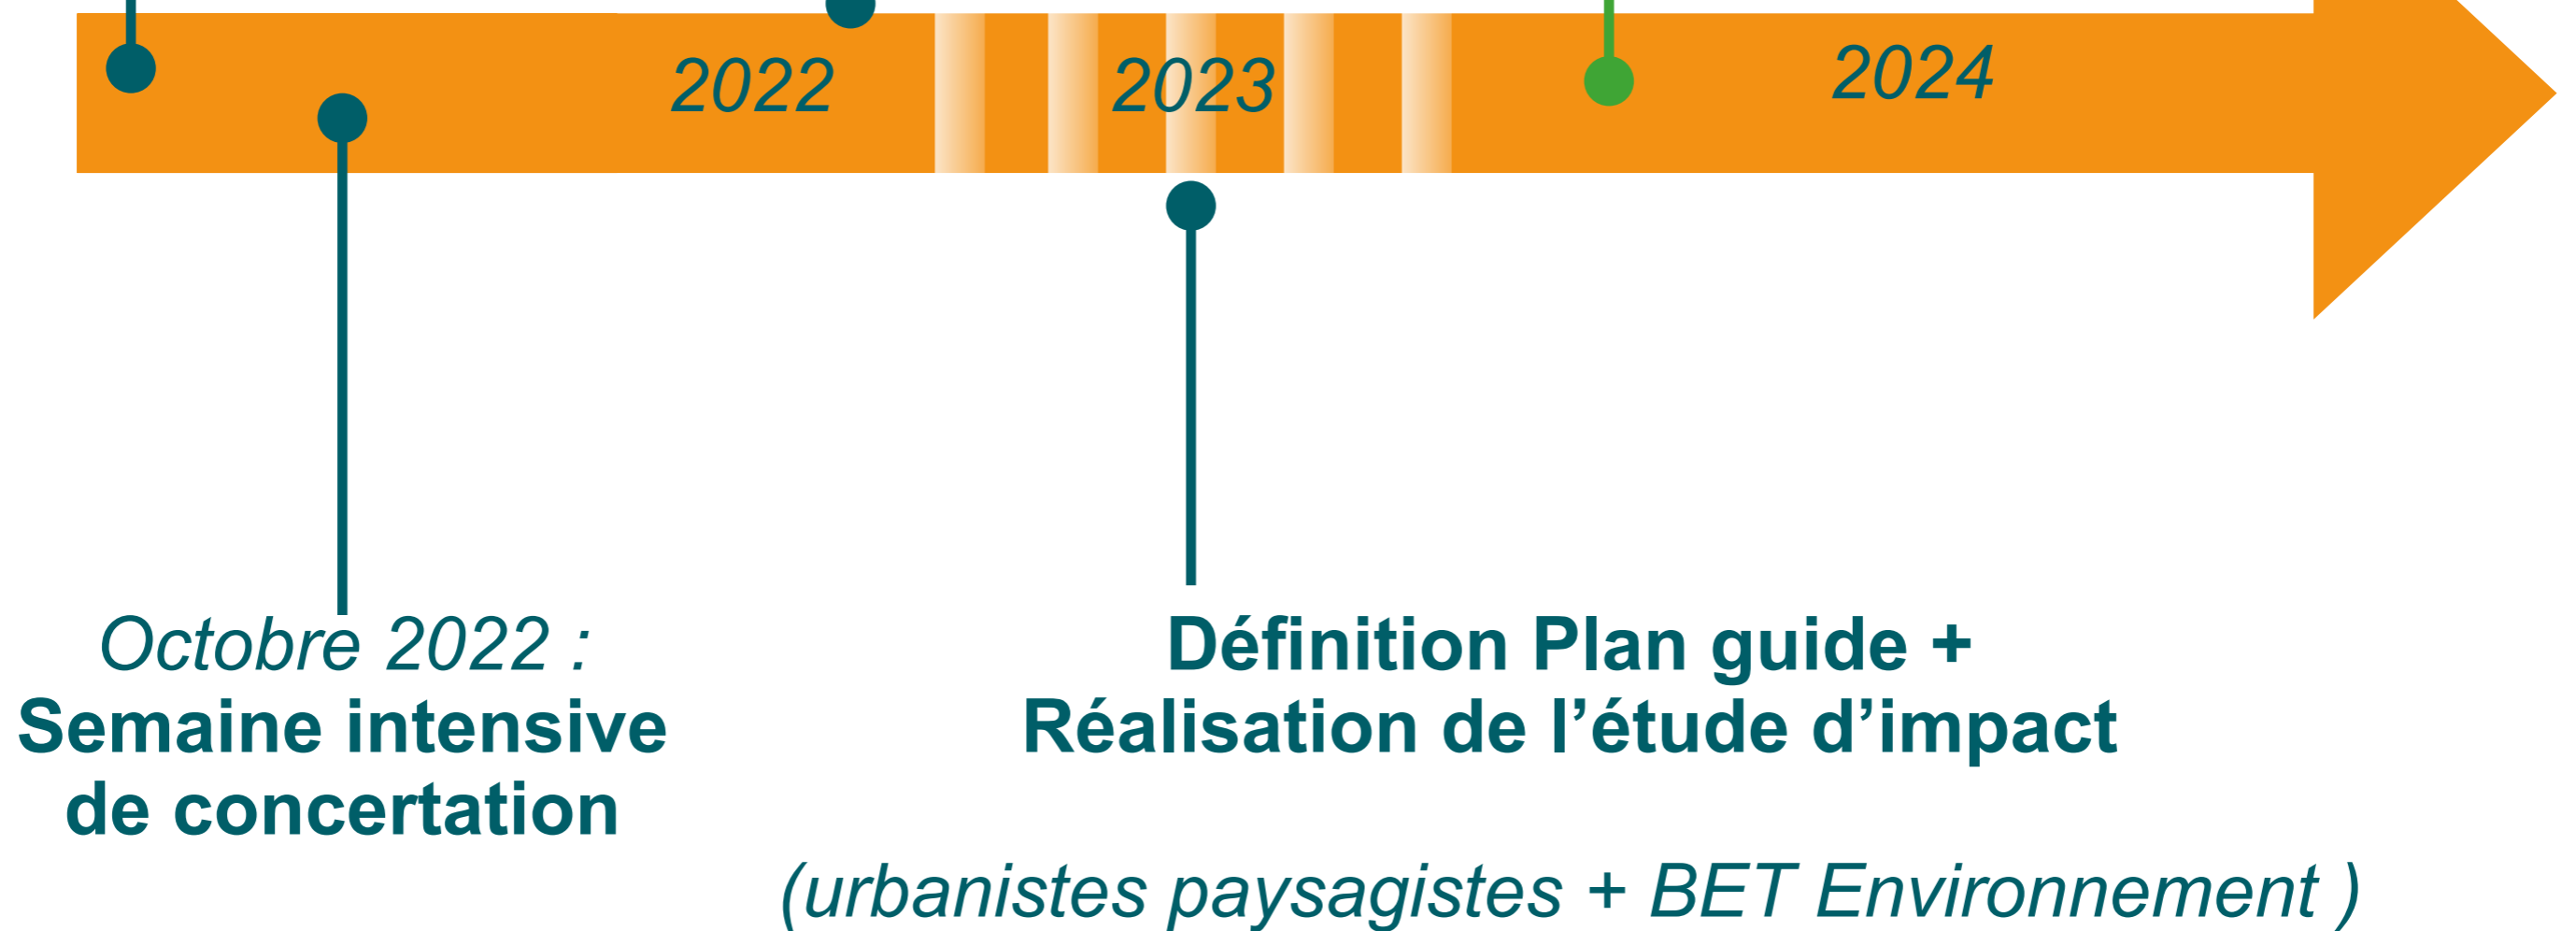 2022
2023
2024
Octobre 2022 :
Semaine intensive
de concertation
Définition Plan guide +
Réalisation de l’étude d’impact
(urbanistes paysagistes + BET Environnement )